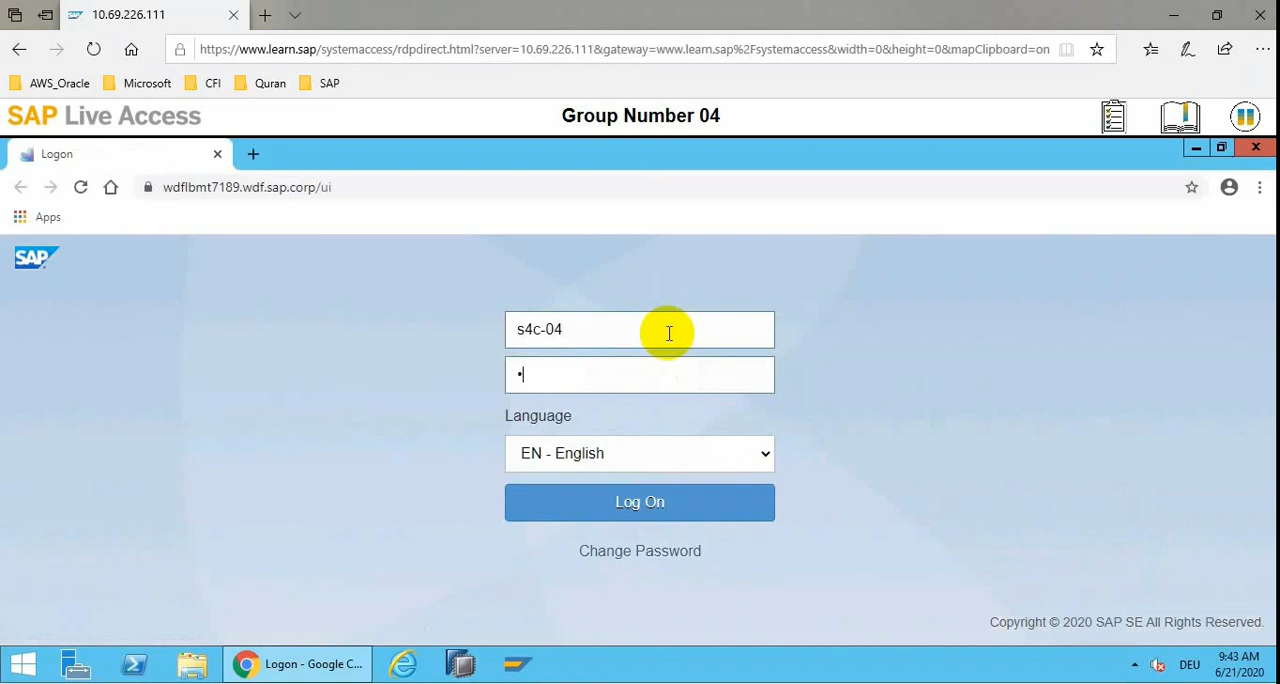 10.69.226.111
https://www.learn.sap/systemaccess/rdpdirect.html?server=10.69.226.111&gateway=www.learn.sap%2Fsystemaccess&width=0&height=0&mapClipboard=on
AWS_Oracle Microsoft CFI Quran SAP
SAP Live Access Group Number 04
Logon
wdflbmt7189.wdf.sap.corp/ui
Apps
SAP
s4c-04
•
Language
EN - English
Log On
Change Password
Copyright © 2020 SAP SE All Rights Reserved.
Logon - Google C... DEU 9:43 AM
6/21/2020